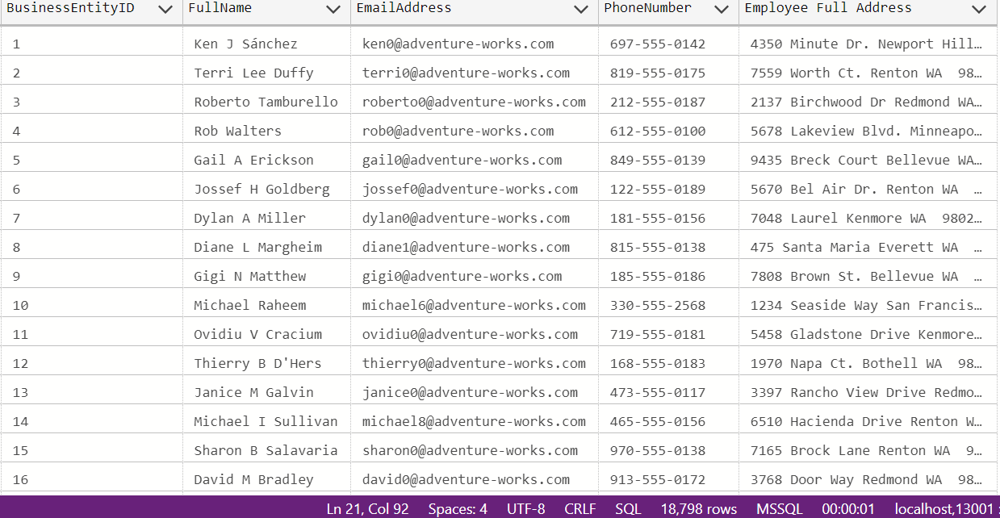 BusinessEntityID FullName EmailAddress PhoneNumber Employee Full Address
1 Ken J Sánchez ken0@adventure-works.com 697-555-0142 4350 Minute Dr. Newport Hill…
2 Terri Lee Duffy terri0@adventure-works.com 819-555-0175 7559 Worth Ct. Renton WA  98…
3 Roberto Tamburello roberto0@adventure-works.com 212-555-0187 2137 Birchwood Dr Redmond WA…
4 Rob Walters rob0@adventure-works.com 612-555-0100 5678 Lakeview Blvd. Minneapo…
5 Gail A Erickson gail0@adventure-works.com 849-555-0139 9435 Breck Court Bellevue WA…
6 Jossef H Goldberg jossef0@adventure-works.com 122-555-0189 5670 Bel Air Dr. Renton WA  …
7 Dylan A Miller dylan0@adventure-works.com 181-555-0156 7048 Laurel Kenmore WA  9802…
8 Diane L Margheim diane1@adventure-works.com 815-555-0138 475 Santa Maria Everett WA  …
9 Gigi N Matthew gigi0@adventure-works.com 185-555-0186 7808 Brown St. Bellevue WA  …
10 Michael Raheem michael6@adventure-works.com 330-555-2568 1234 Seaside Way San Francis…
11 Ovidiu V Cracium ovidiu0@adventure-works.com 719-555-0181 5458 Gladstone Drive Kenmore…
12 Thierry B D'Hers thierry0@adventure-works.com 168-555-0183 1970 Napa Ct. Bothell WA  98…
13 Janice M Galvin janice0@adventure-works.com 473-555-0117 3397 Rancho View Drive Redmo…
14 Michael I Sullivan michael8@adventure-works.com 465-555-0156 6510 Hacienda Drive Renton W…
15 Sharon B Salavaria sharon0@adventure-works.com 970-555-0138 7165 Brock Lane Renton WA  9…
16 David M Bradley david0@adventure-works.com 913-555-0172 3768 Door Way Redmond WA  98…
Ln 21, Col 92 Spaces: 4 UTF-8 CRLF SQL 18,798 rows MSSQL 00:00:01 localhost,13001